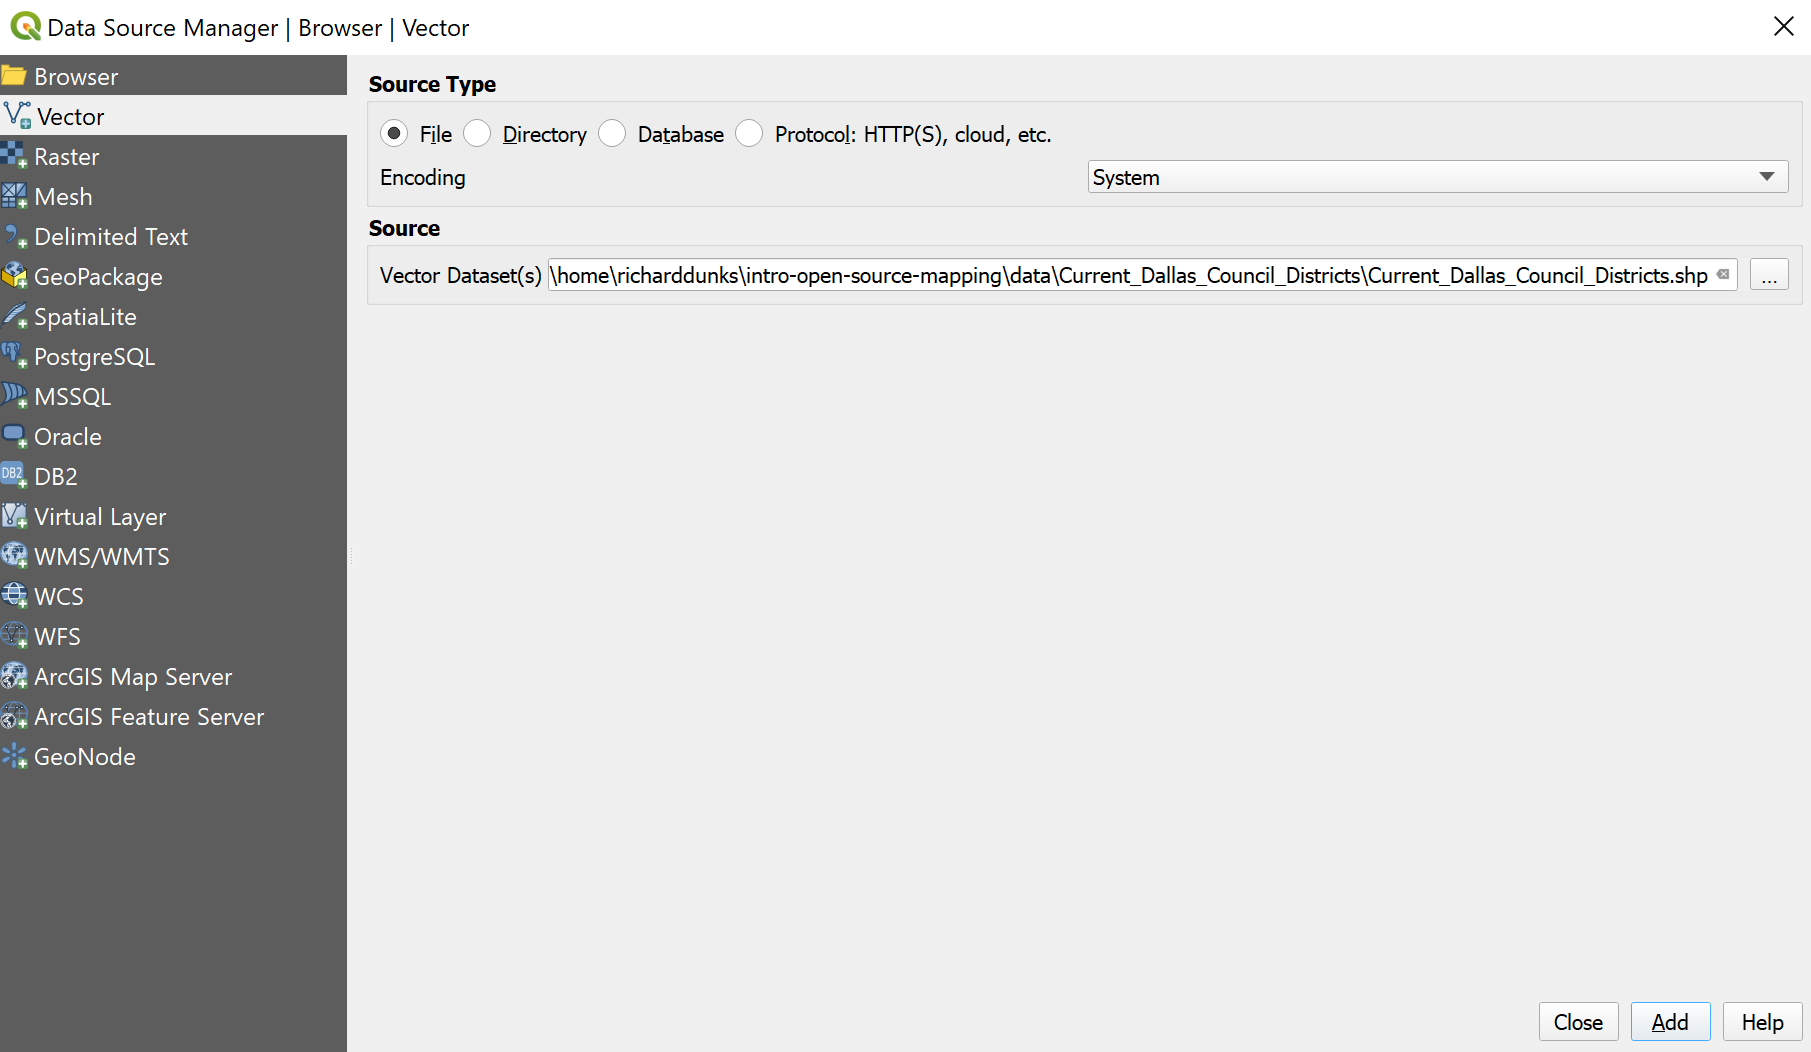 Data Source Manager | Browser | Vector
Browser
Vector
Raster
Mesh
Delimited Text
GeoPackage
SpatiaLite
PostgreSQL
MSSQL
Oracle
DB2
DB2
Virtual Layer
WMS/WMTS
WCS
WFS
ArcGIS Map Server
ArcGIS Feature Server
GeoNode
Source Type
File Directory Database Protocol: HTTP(S), cloud, etc.
Encoding System
Source
Vector Dataset(s) \home\richarddunks\intro-open-source-mapping\data\Current_Dallas_Council_Districts\Current_Dallas_Council_Districts.shp ...
Close Add Help